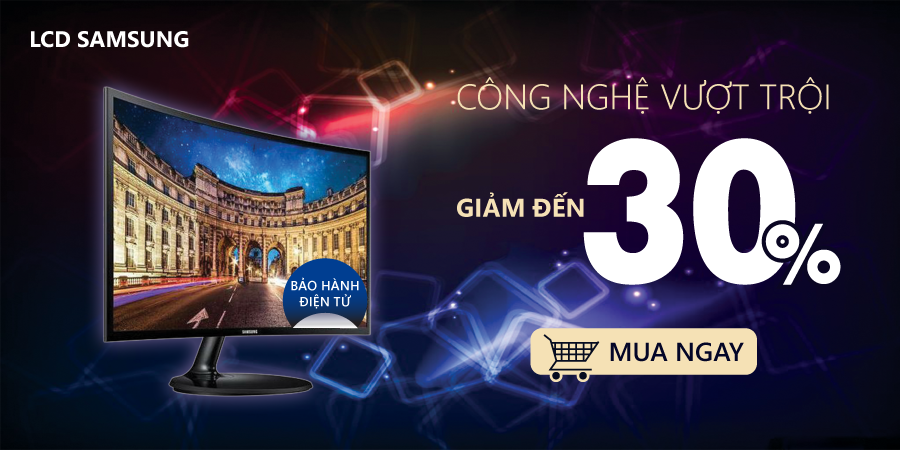 LCD SAMSUNG
CÔNG NGHỆ VƯỢT TRỘI
GIẢM ĐẾN 30%
BẢO HÀNH
ĐIỆN TỬ
SAMSUNG
MUA NGAY